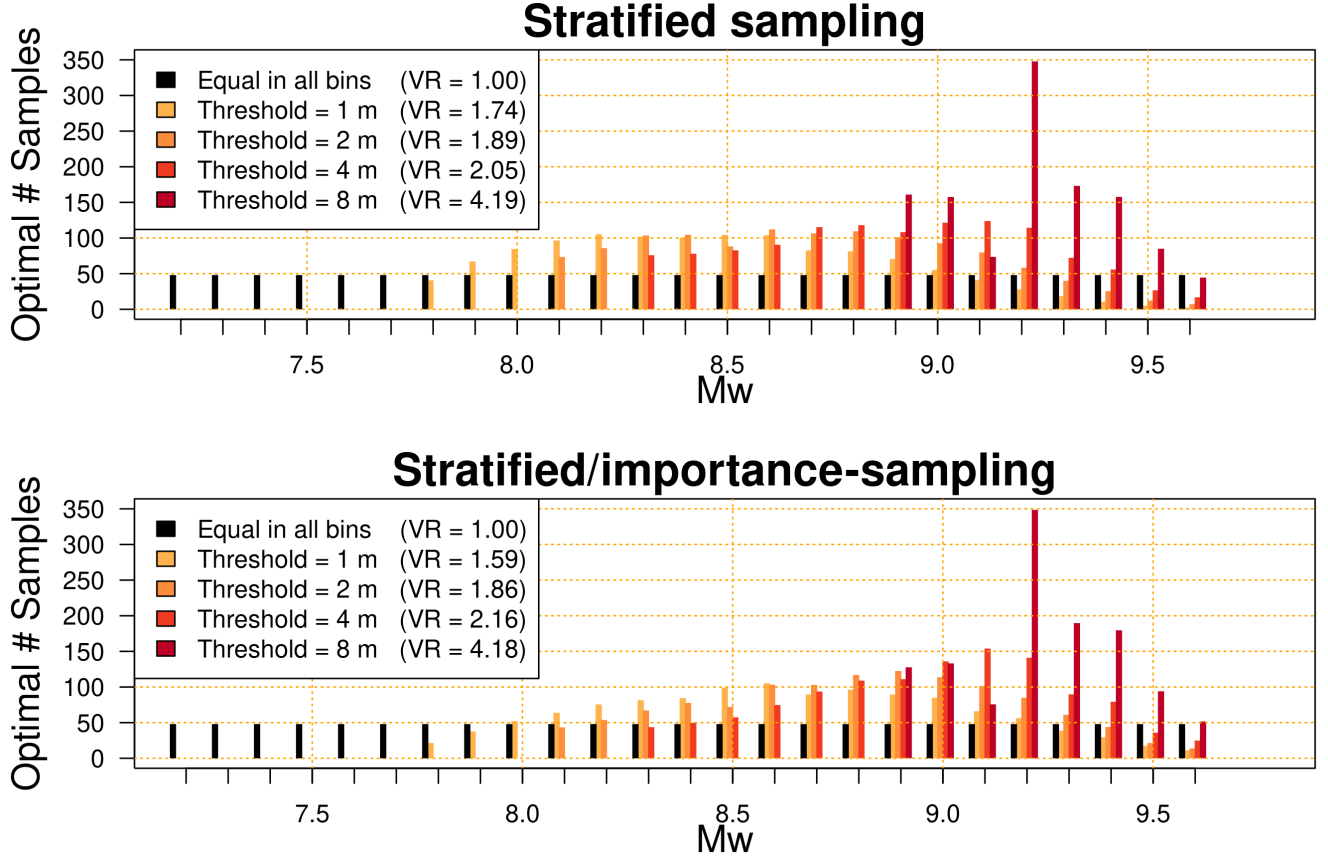 Stratified sampling
Optimal # Samples
350
300
250
200
150
100
50
0
Equal in all bins (VR = 1.00)
Threshold = 1 m (VR = 1.74)
Threshold = 2 m (VR = 1.89)
Threshold = 4 m (VR = 2.05)
Threshold = 8 m (VR = 4.19)
7.5 8.0 8.5 9.0 9.5
Mw
Stratified/importance-sampling
Optimal # Samples
350
300
250
200
150
100
50
0
Equal in all bins (VR = 1.00)
Threshold = 1 m (VR = 1.59)
Threshold = 2 m (VR = 1.86)
Threshold = 4 m (VR = 2.16)
Threshold = 8 m (VR = 4.18)
7.5 8.0 8.5 9.0 9.5
Mw